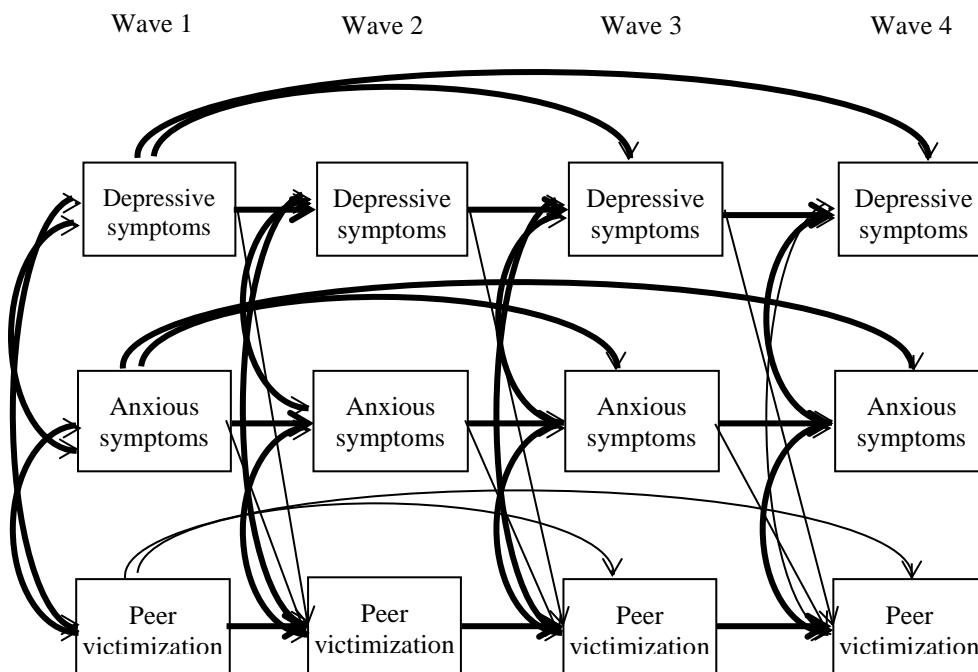 Wave 1 Wave 2 Wave 3 Wave 4
Depressive symptoms
Depressive symptoms
Depressive symptoms
Depressive symptoms
Anxious symptoms
Anxious symptoms
Anxious symptoms
Anxious symptoms
Peer victimization
Peer victimization
Peer victimization
Peer victimization